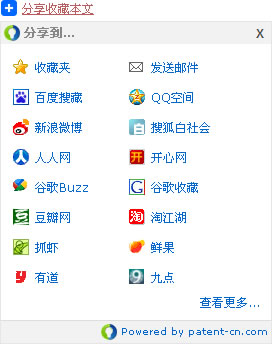 分享收藏本文
分享到... X
收藏夹 发送邮件
百度搜藏 QQ空间
新浪微博 搜狐白社会
人人网 开心网
谷歌Buzz 谷歌收藏
豆瓣网 淘江湖
抓虾 鲜果
有道 九点
查看更多...
Powered by patent-cn.com